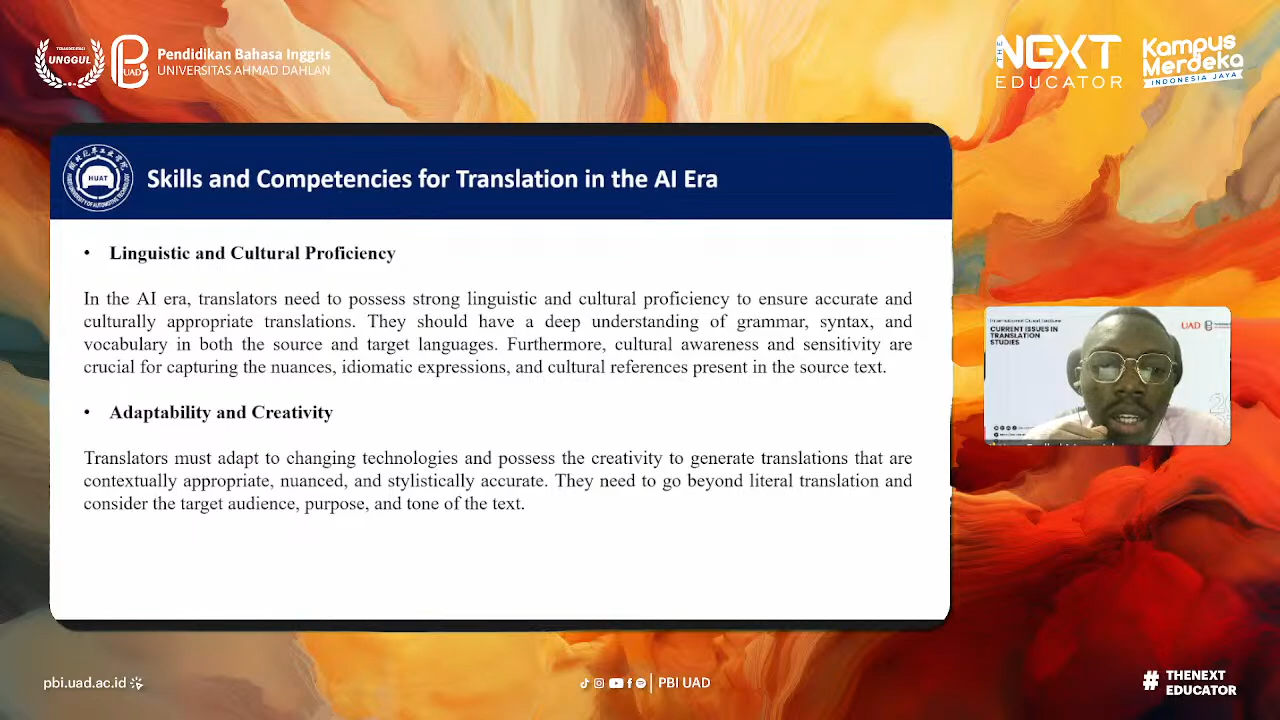 TERAKREDITASI
UNGGUL
UAD
Pendidikan Bahasa Inggris
UNIVERSITAS AHMAD DAHLAN
THE NEXT
EDUCATOR
Kampus
Merdeka
INDONESIA JAYA
HUAT
Skills and Competencies for Translation in the AI Era
• Linguistic and Cultural Proficiency
In the AI era, translators need to possess strong linguistic and cultural proficiency to ensure accurate and
culturally appropriate translations. They should have a deep understanding of grammar, syntax, and
vocabulary in both the source and target languages. Furthermore, cultural awareness and sensitivity are
crucial for capturing the nuances, idiomatic expressions, and cultural references present in the source text.
• Adaptability and Creativity
Translators must adapt to changing technologies and possess the creativity to generate translations that are
contextually appropriate, nuanced, and stylistically accurate. They need to go beyond literal translation and
consider the target audience, purpose, and tone of the text.
CURRENT ISSUES IN
TRANSLATION
STUDIES
UAD
pbi.uad.ac.id
PBI UAD
# THENEXT
EDUCATOR